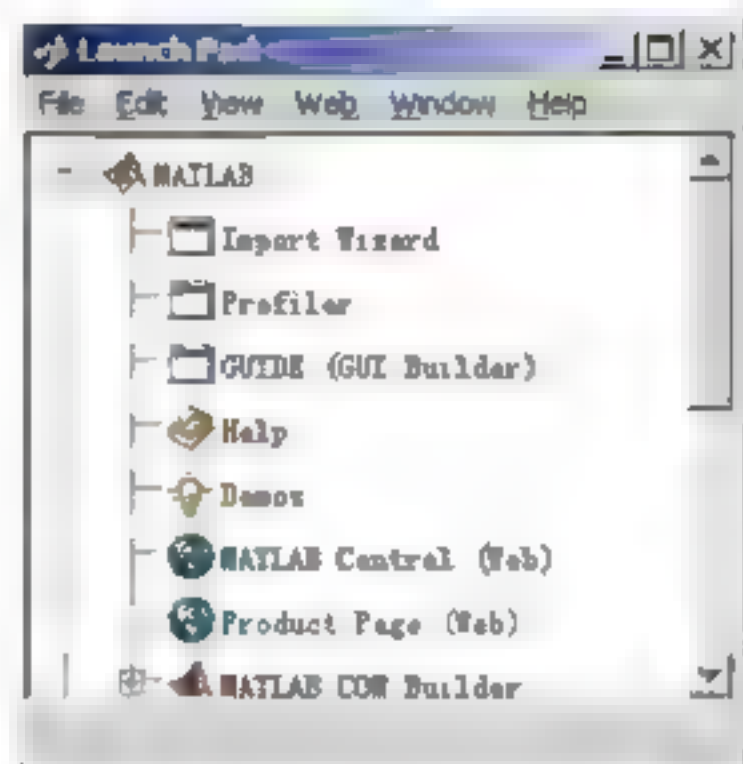 Launch Pad
File Edit View Web Window Help
MATLAB
Import Wizard
Profiler
GUIDE (GUI Builder)
Help
Demos
MATLAB Central (Web)
Product Page (Web)
MATLAB COM Builder